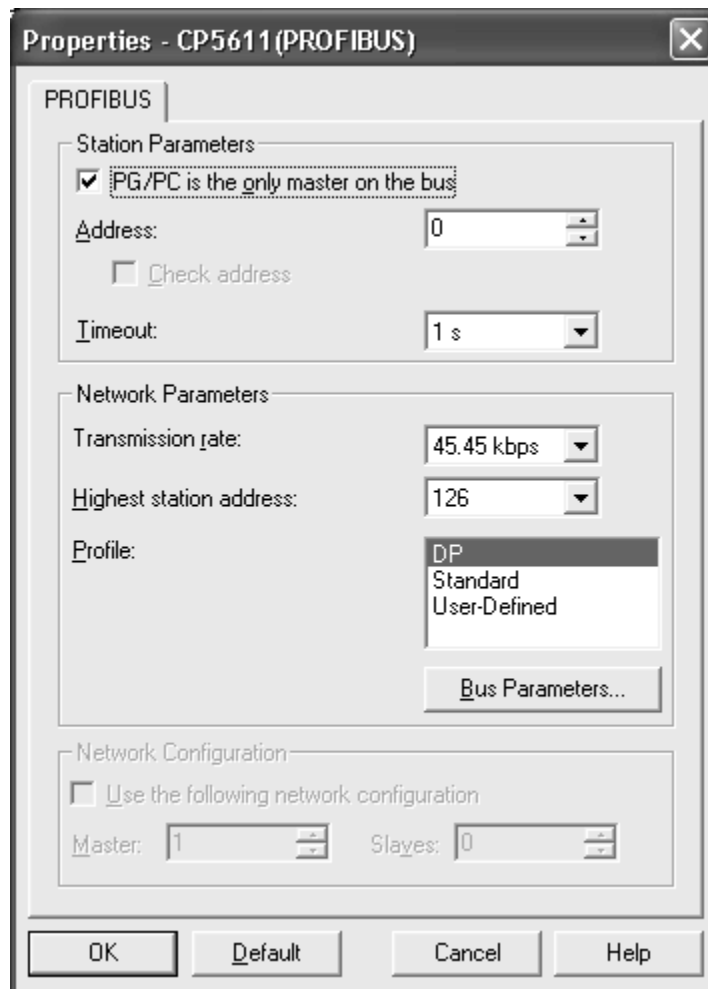 Properties - CP5611(PROFIBUS)
PROFIBUS
Station Parameters
PG/PC is the only master on the bus
Address: 0
Check address
Timeout: 1 s
Network Parameters
Transmission rate: 45.45 kbps
Highest station address: 126
Profile: DP
Standard
User-Defined
Bus Parameters...
Network Configuration
Use the following network configuration
Master: 1 Slaves: 0
OK Default Cancel Help